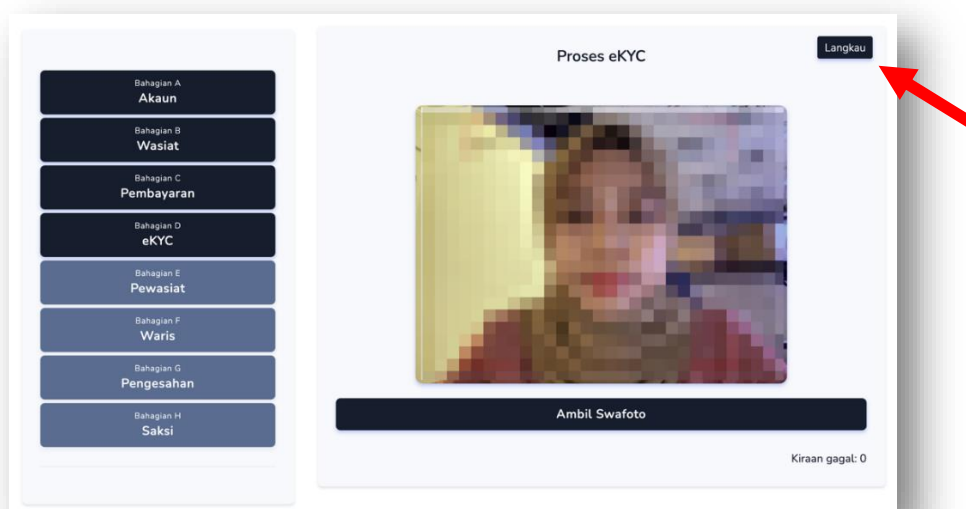 Bahagian A
Akaun
Bahagian B
Wasiat
Bahagian C
Pembayaran
Bahagian D
eKYC
Bahagian E
Pewasiat
Bahagian F
Waris
Bahagian G
Pengesahan
Bahagian H
Saksi
Proses eKYC
Langkau
Ambil Swafoto
Kiraan gagal: 0